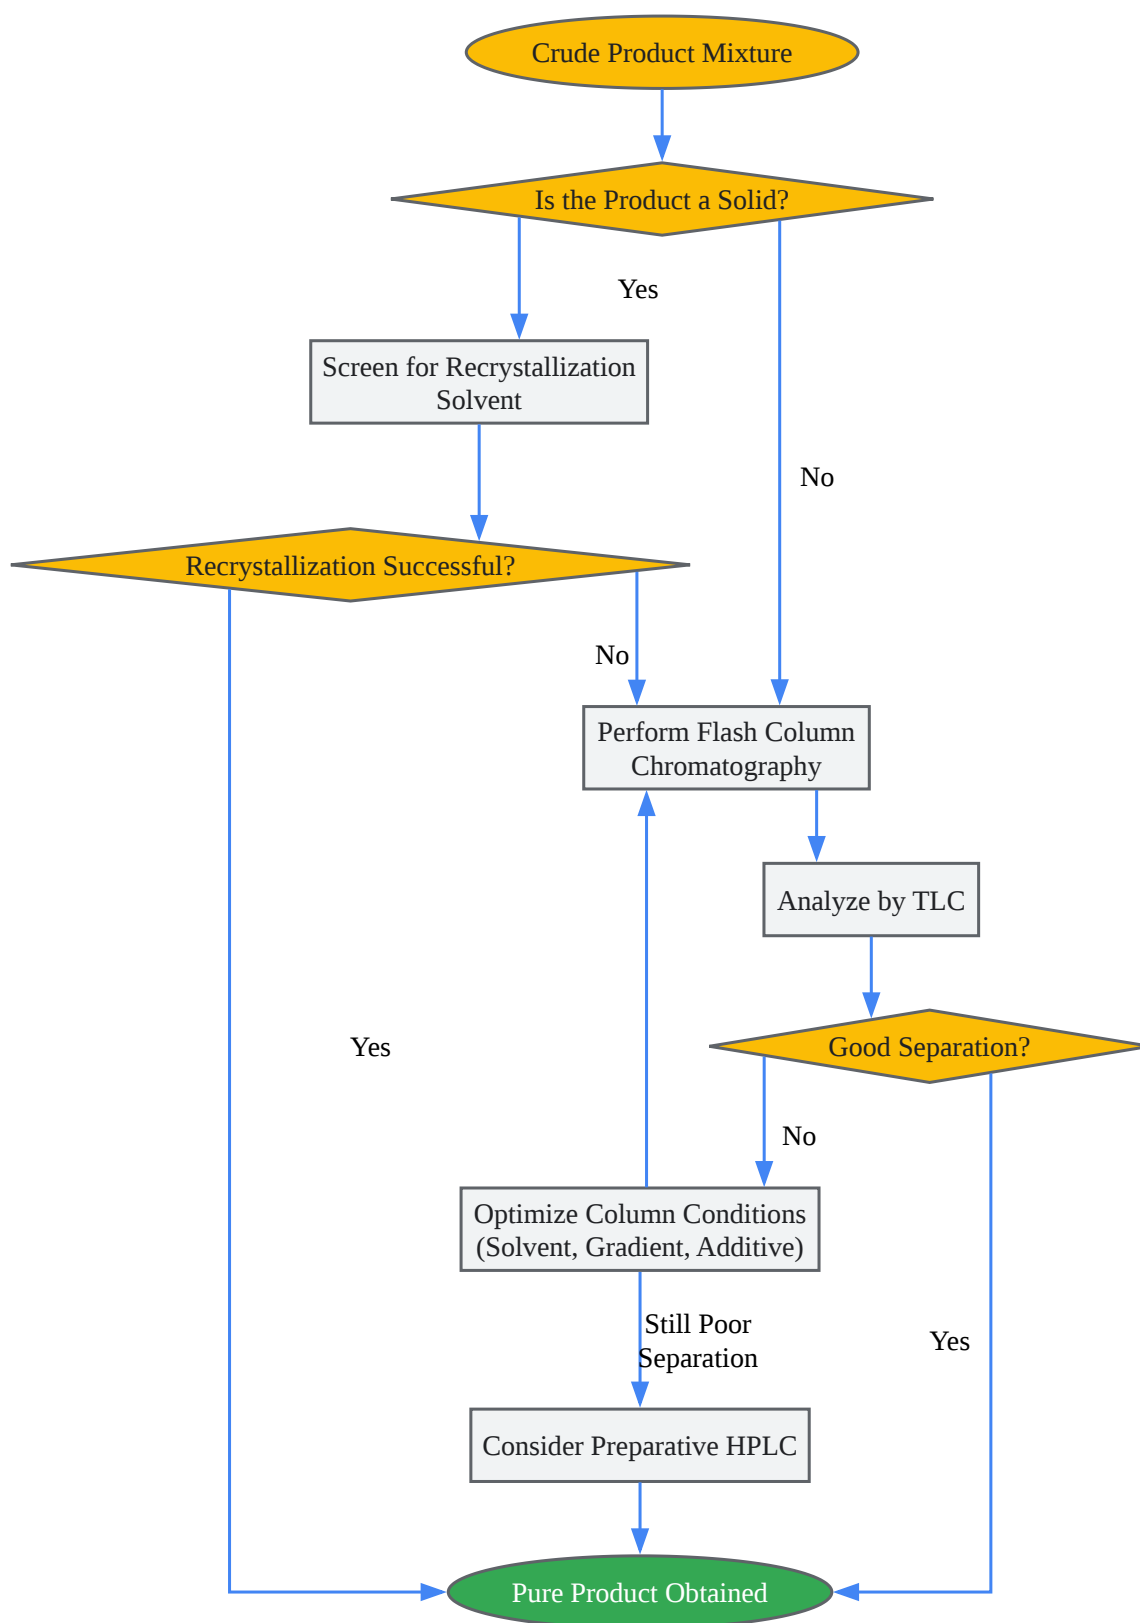 Crude Product Mixture
Is the Product a Solid?
Yes
Screen for Recrystallization
Solvent
No
Recrystallization Successful?
No
Perform Flash Column
Chromatography
Analyze by TLC
Yes
Good Separation?
No
Optimize Column Conditions
(Solvent, Gradient, Additive)
Still Poor
Separation
Yes
Consider Preparative HPLC
Pure Product Obtained